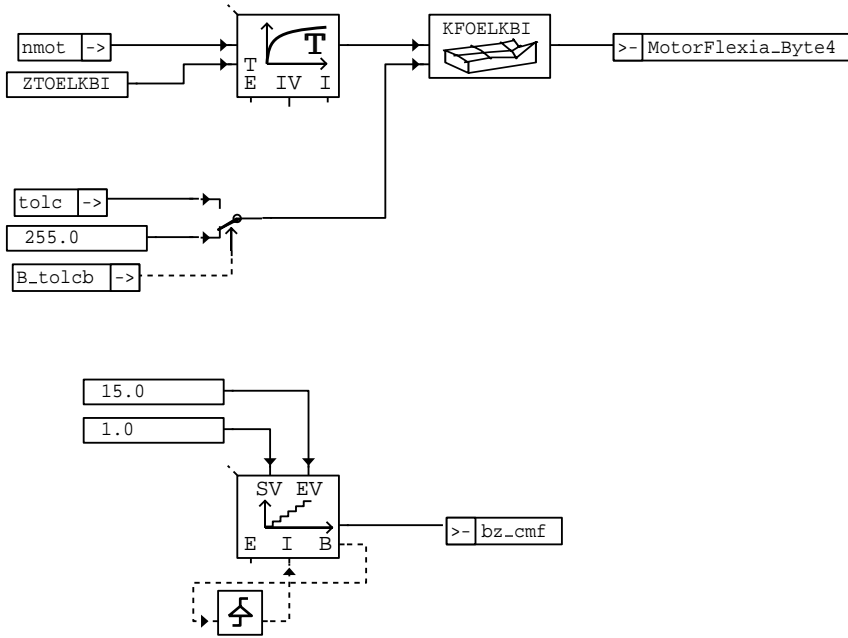 KFOELKBI
nmot ->
T
>- MotorFlexia_Byte4
ZTOELKBI
T
E IV I
tolc ->
255.0
B_tolcb ->
15.0
1.0
SV EV
>- bz_cmf
E I B